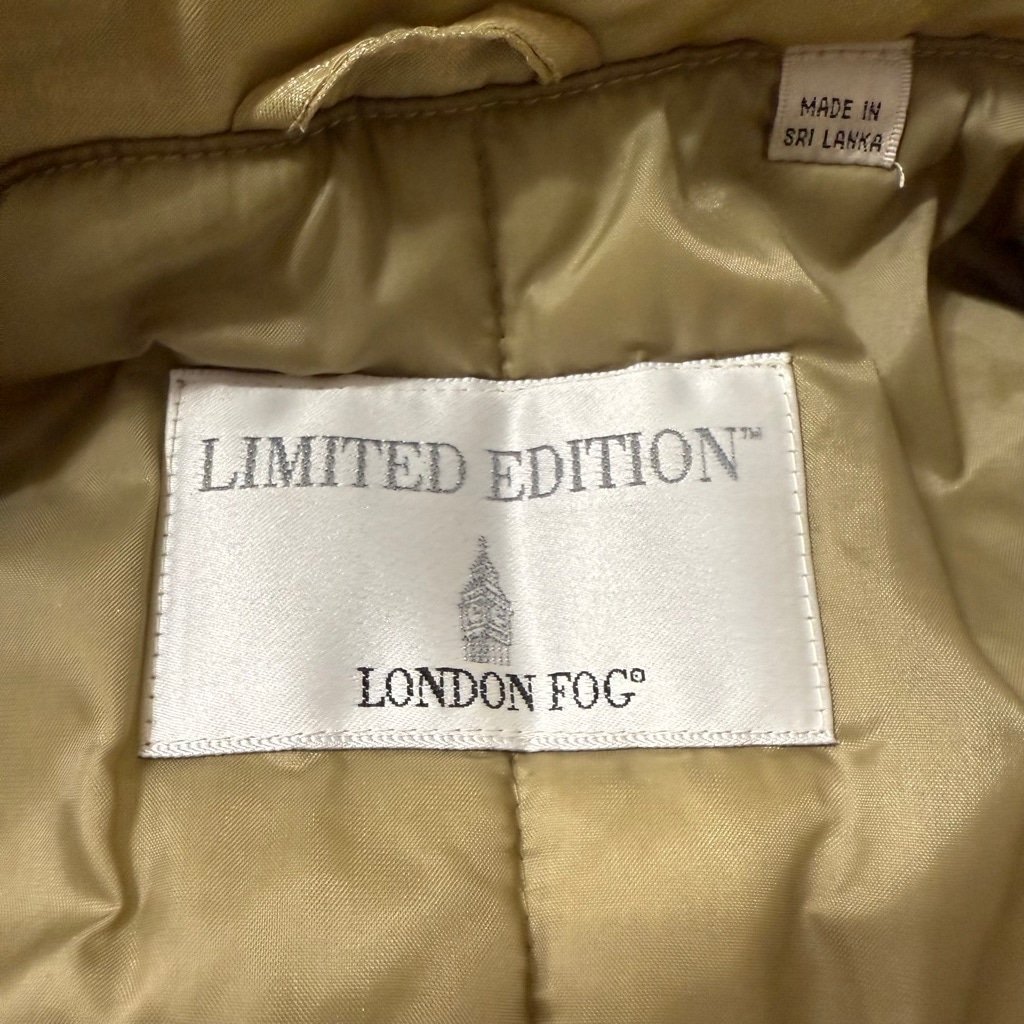 MADE IN
SRI LANKA
LIMITED EDITION™
LONDON FOG®